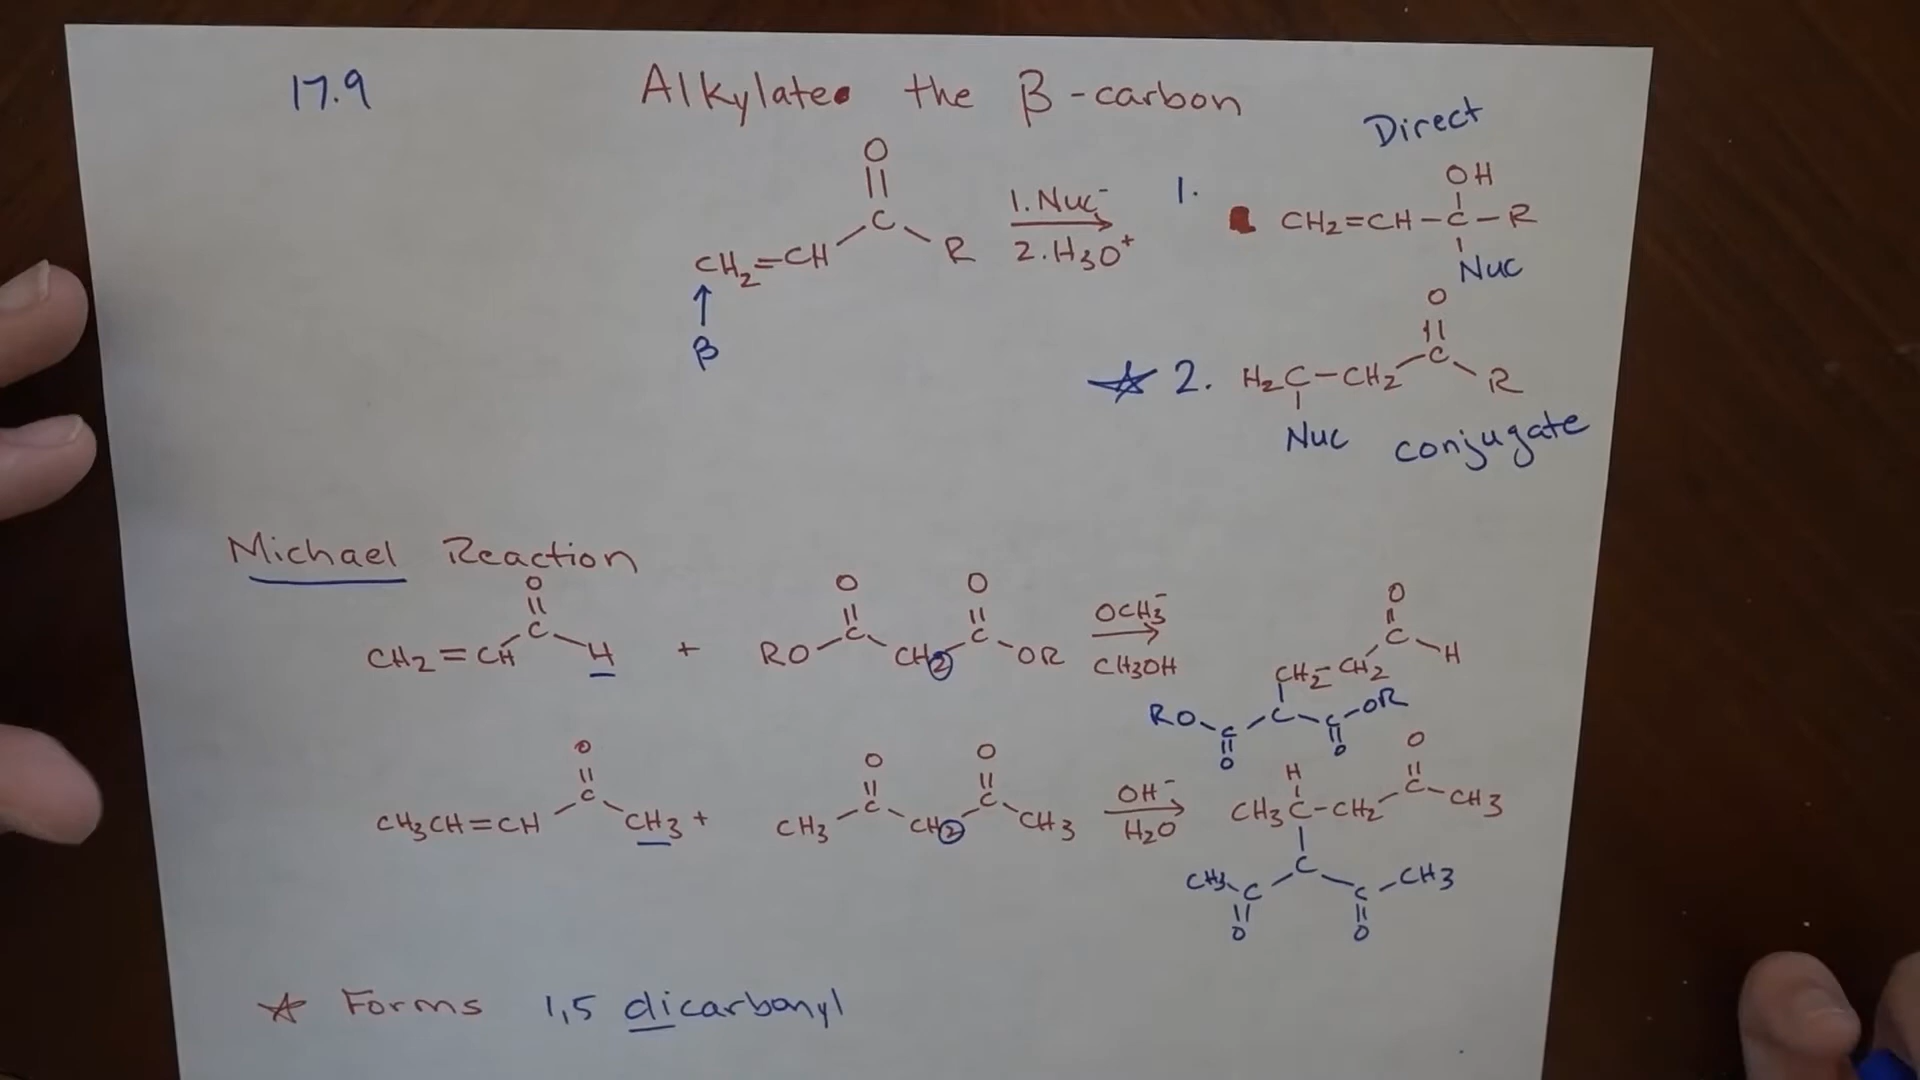 17.9
Alkylate the β-carbon
Direct
O
||
C
CH₂=CH
R
β
1. Nuc⁻
2. H₃O⁺
1.
OH
CH₂=CH-C-R
Nuc
O
||
2. H₂C-CH₂
C
R
Nuc
conjugate
Michael Reaction
O
||
C
CH₂=CH
H
+
O
||
O
||
RO
C
CH2
C
OR
OCH3⁻
CH3OH
O
||
C
H
CH₂-CH₂
RO
C
C
C
OR
||
O
||
O
O
||
C
CH₃CH=CH
CH3 +
O
||
O
||
CH3
C
CH2
C
CH3
OH⁻
H₂O
H
O
||
CH3C-CH₂
C
CH3
C
CH3
C
C
CH3
||
O
||
O
Forms 1,5 dicarbonyl